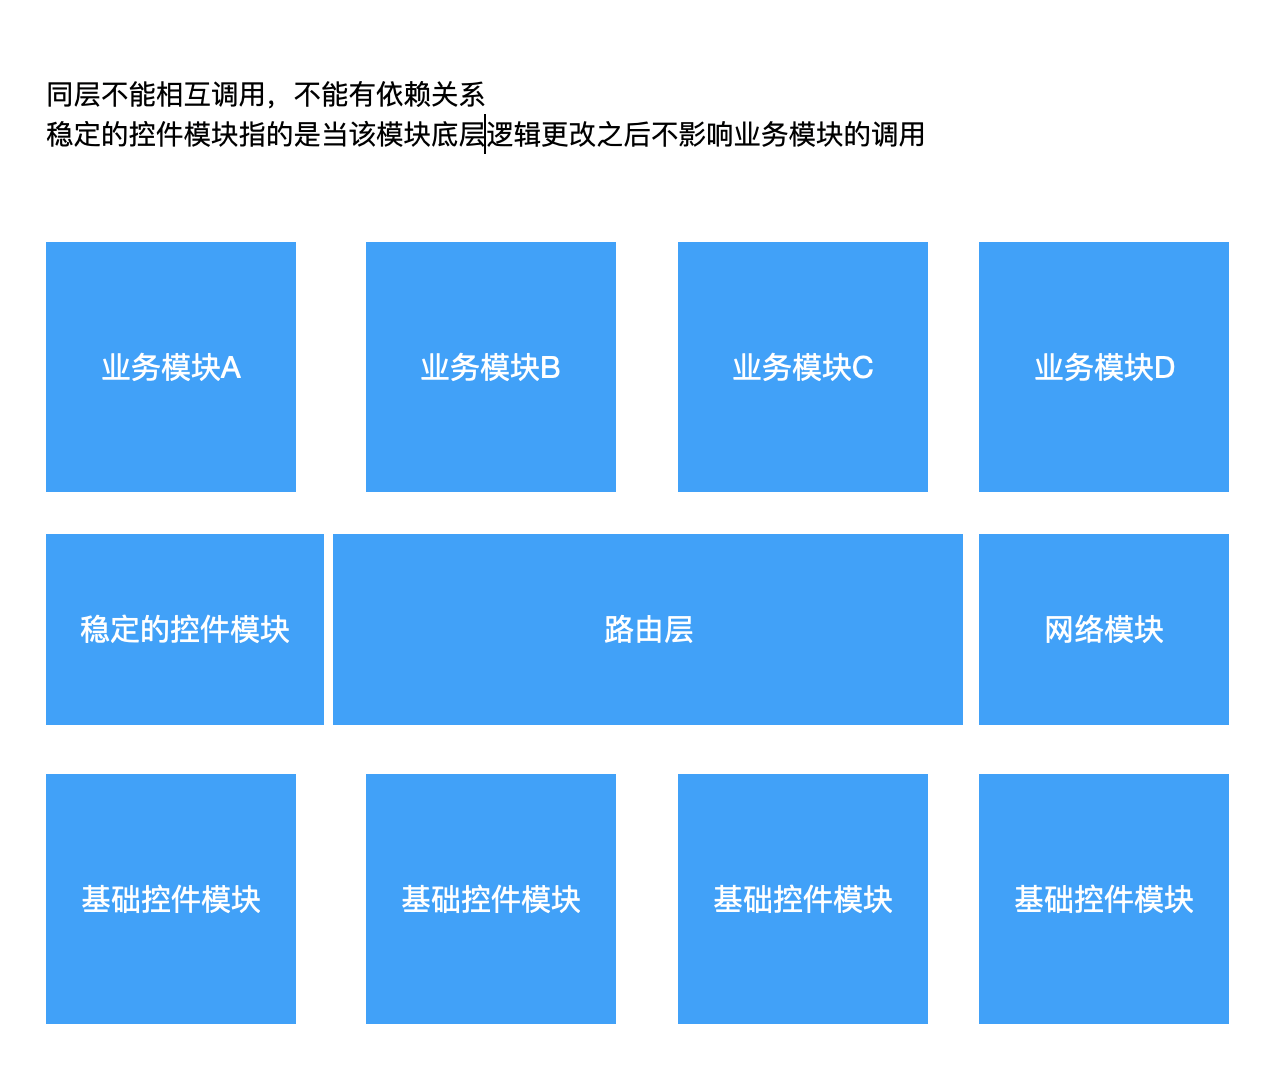 同层不能相互调用，不能有依赖关系
稳定的控件模块指的是当该模块底层逻辑更改之后不影响业务模块的调用
业务模块A
业务模块B
业务模块C
业务模块D
稳定的控件模块
路由层
网络模块
基础控件模块
基础控件模块
基础控件模块
基础控件模块